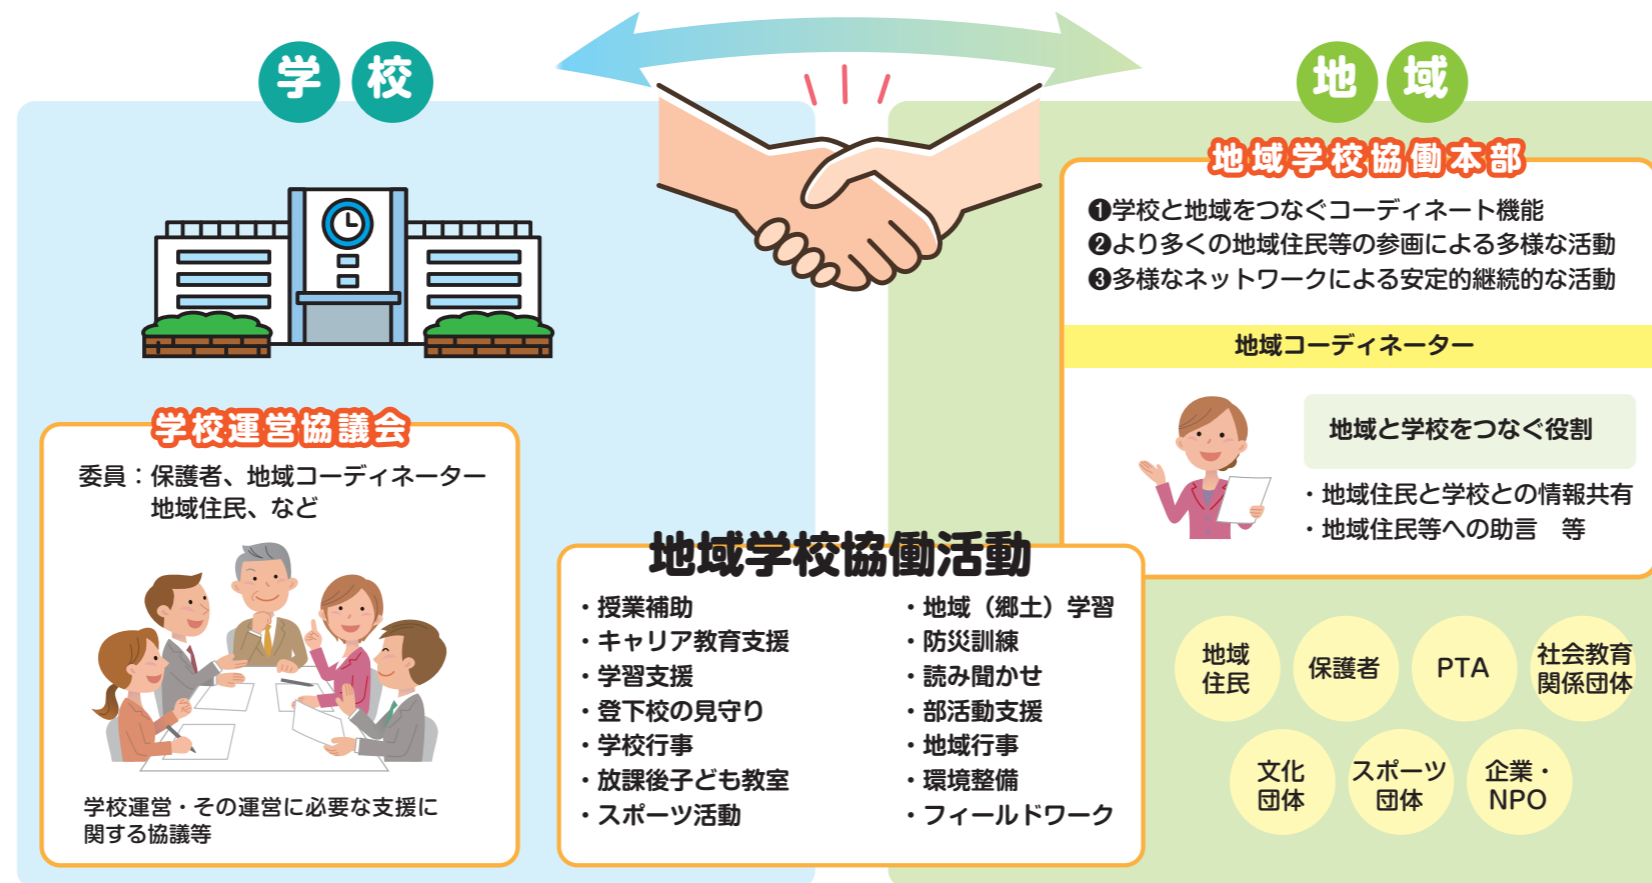 学校
地域
地域学校協働本部
❶学校と地域をつなぐコーディネート機能
❷より多くの地域住民等の参画による多様な活動
❸多様なネットワークによる安定的継続的な活動
地域コーディネーター
地域と学校をつなぐ役割
・地域住民と学校との情報共有
・地域住民等への助言　等
学校運営協議会
委員：保護者、地域コーディネーター
地域住民、など
学校運営・その運営に必要な支援に
関する協議等
地域学校協働活動
・授業補助
・キャリア教育支援
・学習支援
・登下校の見守り
・学校行事
・放課後子ども教室
・スポーツ活動
・地域（郷土）学習
・防災訓練
・読み聞かせ
・部活動支援
・地域行事
・環境整備
・フィールドワーク
地域
住民
保護者
PTA
社会教育
関係団体
文化
団体
スポーツ
団体
企業・
NPO